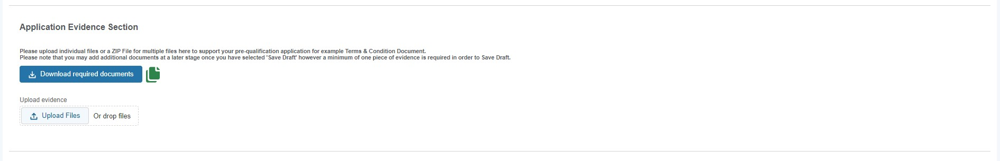 Application Evidence Section
Please upload individual files or a ZIP File for multiple files here to support your pre-qualification application for example Terms & Condition Document.
Please note that you may add additional documents at a later stage once you have selected 'Save Draft' however a minimum of one piece of evidence is required in order to Save Draft.
Download required documents
Upload evidence
Upload Files Or drop files